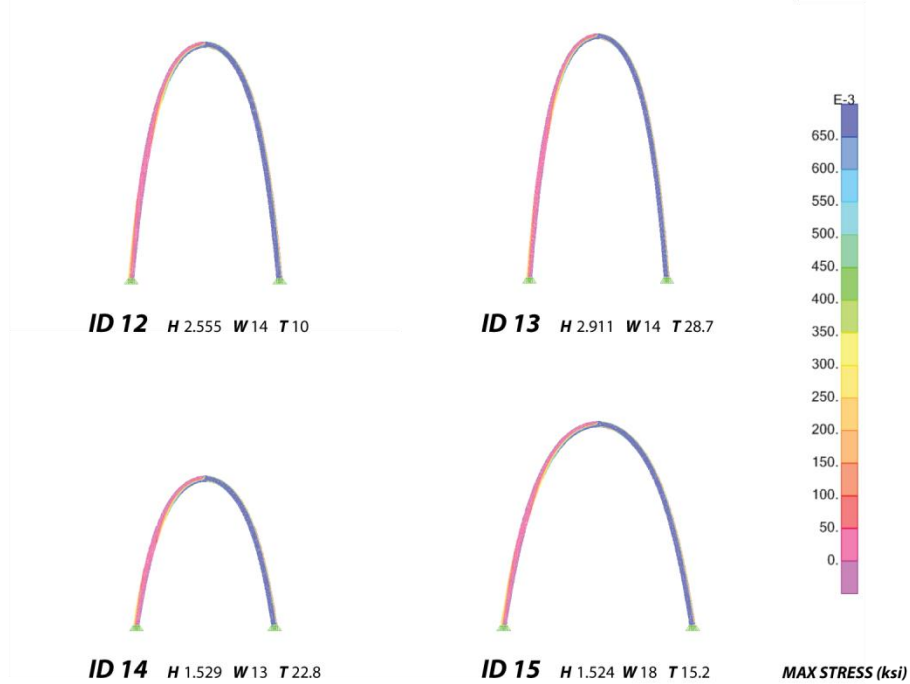 E-3
650.
600.
550.
500.
450.
400.
350.
300.
250.
200.
150.
100.
50.
0.
ID 12 H 2.555 W 14 T 10
ID 13 H 2.911 W 14 T 28.7
ID 14 H 1.529 W 13 T 22.8
ID 15 H 1.524 W 18 T 15.2
MAX STRESS (ksi)